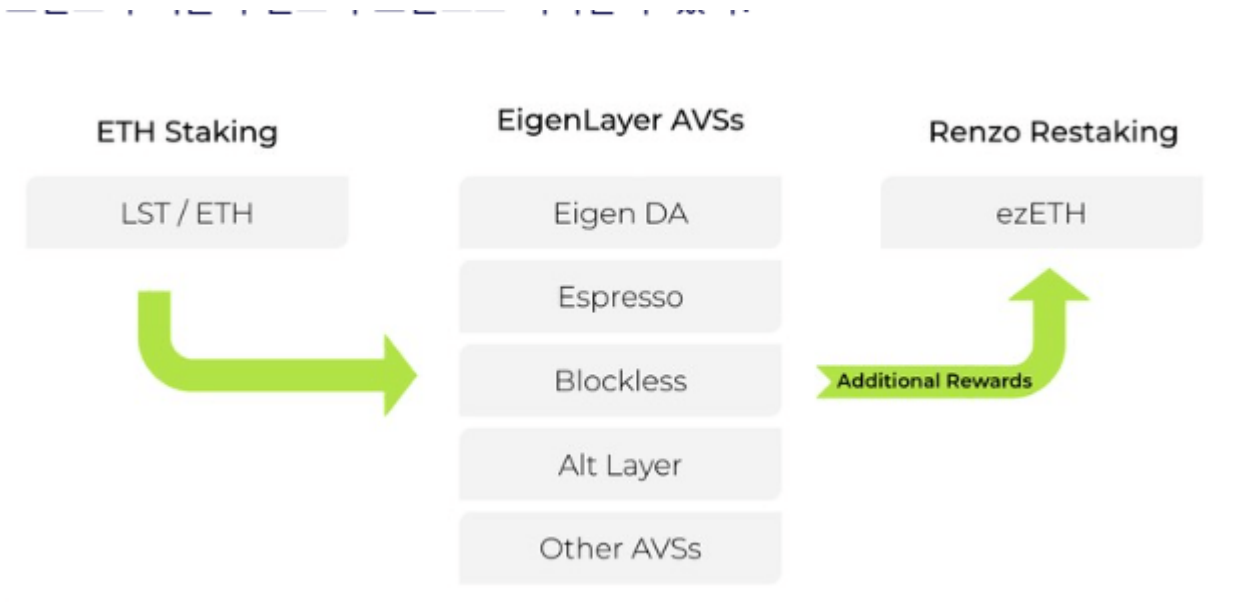 ETH Staking
EigenLayer AVSs
Renzo Restaking
LST / ETH
Eigen DA
ezETH
Espresso
Blockless
Additional Rewards
Alt Layer
Other AVSs